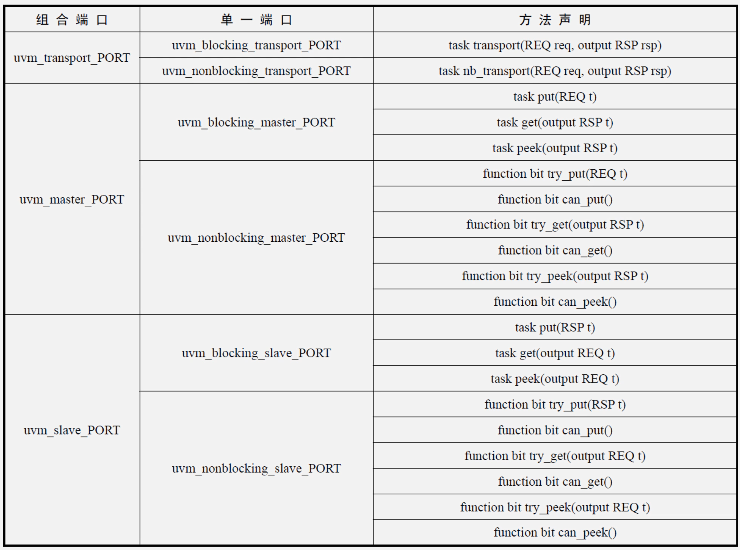 组合端口 单一端口 方法声明
uvm_transport_PORT
uvm_blocking_transport_PORT
task transport(REQ req, output RSP rsp)
uvm_nonblocking_transport_PORT
task nb_transport(REQ req, output RSP rsp)
uvm_master_PORT
uvm_blocking_master_PORT
task put(REQ t)
task get(output RSP t)
task peek(output RSP t)
uvm_nonblocking_master_PORT
function bit try_put(REQ t)
function bit can_put()
function bit try_get(output RSP t)
function bit can_get()
function bit try_peek(output RSP t)
function bit can_peek()
uvm_slave_PORT
uvm_blocking_slave_PORT
task put(RSP t)
task get(output REQ t)
task peek(output REQ t)
uvm_nonblocking_slave_PORT
function bit try_put(RSP t)
function bit can_put()
function bit try_get(output REQ t)
function bit can_get()
function bit try_peek(output REQ t)
function bit can_peek()